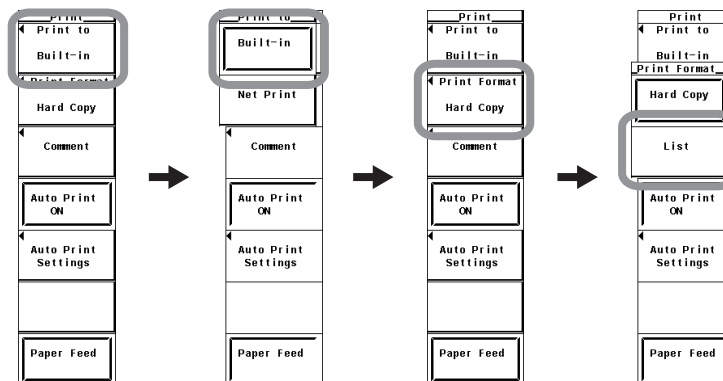 Print
Print to
Built-in
Print Format
Hard Copy
Comment
Auto Print
ON
Auto Print
Settings
Paper Feed
Print to
Built-in
Net Print
Comment
Auto Print
ON
Auto Print
Settings
Paper Feed
Print
Print to
Built-in
Print Format
Hard Copy
Comment
Auto Print
ON
Auto Print
Settings
Paper Feed
Print
Print to
Built-in
Print Format
Hard Copy
List
Auto Print
ON
Auto Print
Settings
Paper Feed